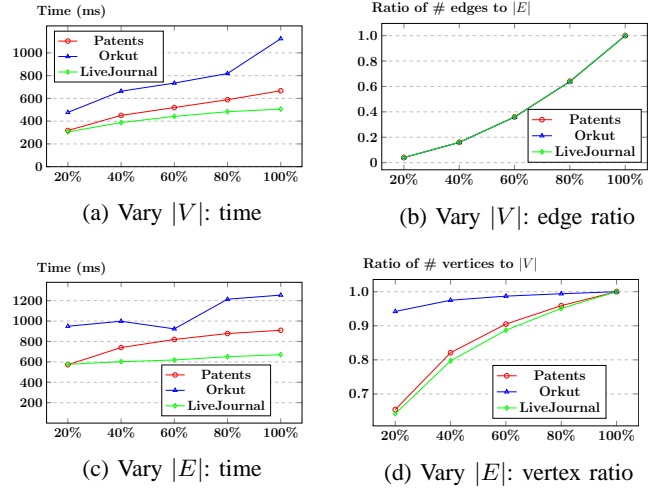 Time (ms)
1000
800
600
400
200
0
Patents
Orkut
LiveJournal
20% 40% 60% 80% 100%
(a) Vary |V|: time
Ratio of # edges to |E|
1.0
0.8
0.6
0.4
0.2
0
Patents
Orkut
LiveJournal
20% 40% 60% 80% 100%
(b) Vary |V|: edge ratio
Time (ms)
1200
1000
800
600
400
200
Patents
Orkut
LiveJournal
20% 40% 60% 80% 100%
(c) Vary |E|: time
Ratio of # vertices to |V|
1.0
0.9
0.8
0.7
Patents
Orkut
LiveJournal
20% 40% 60% 80% 100%
(d) Vary |E|: vertex ratio